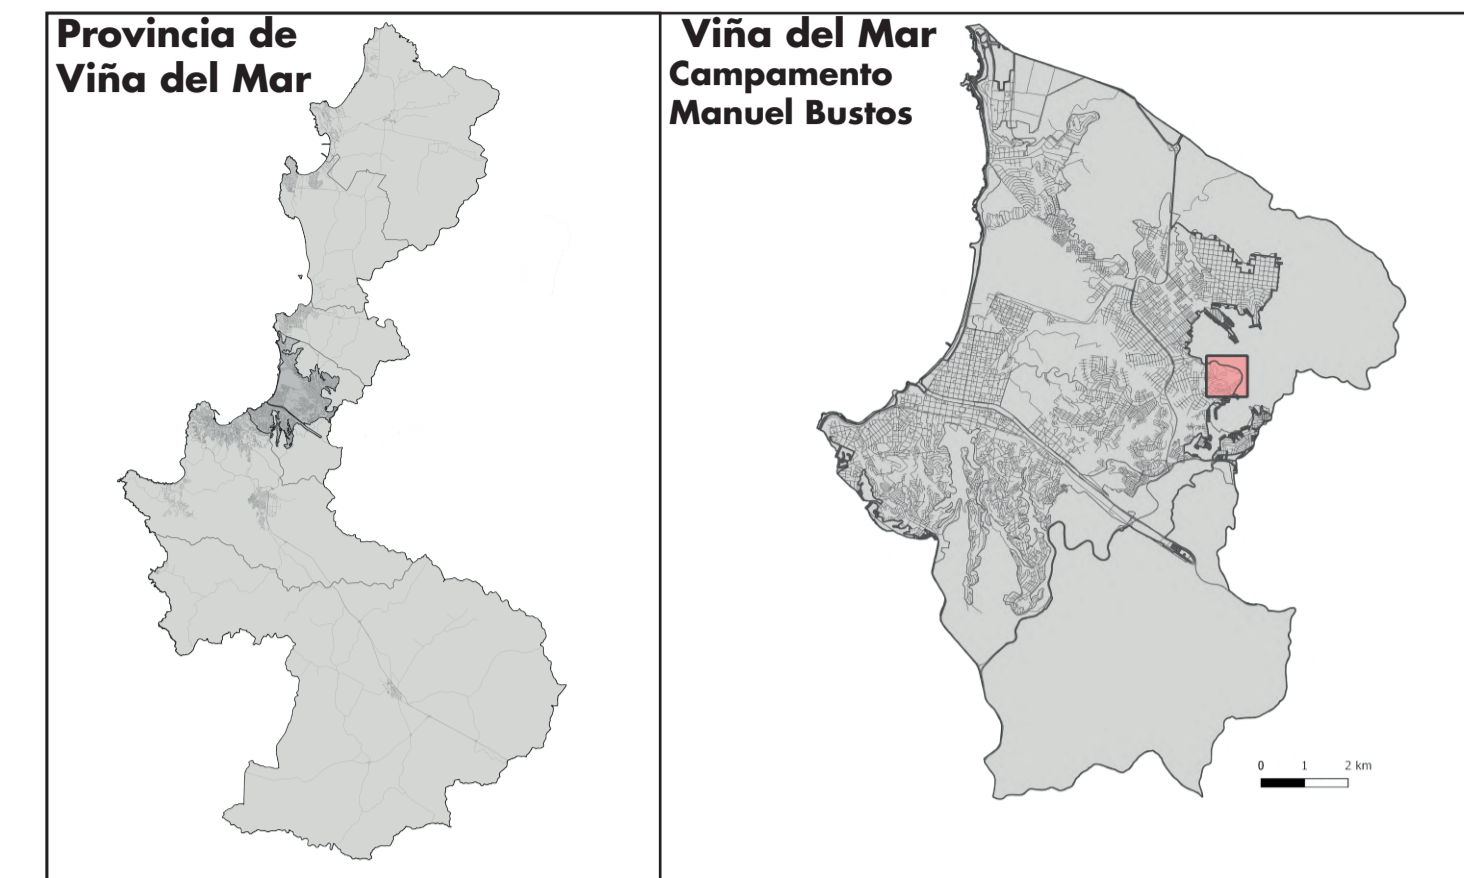 Provincia de
Viña del Mar
Viña del Mar
Campamento
Manuel Bustos
0 1 2 km